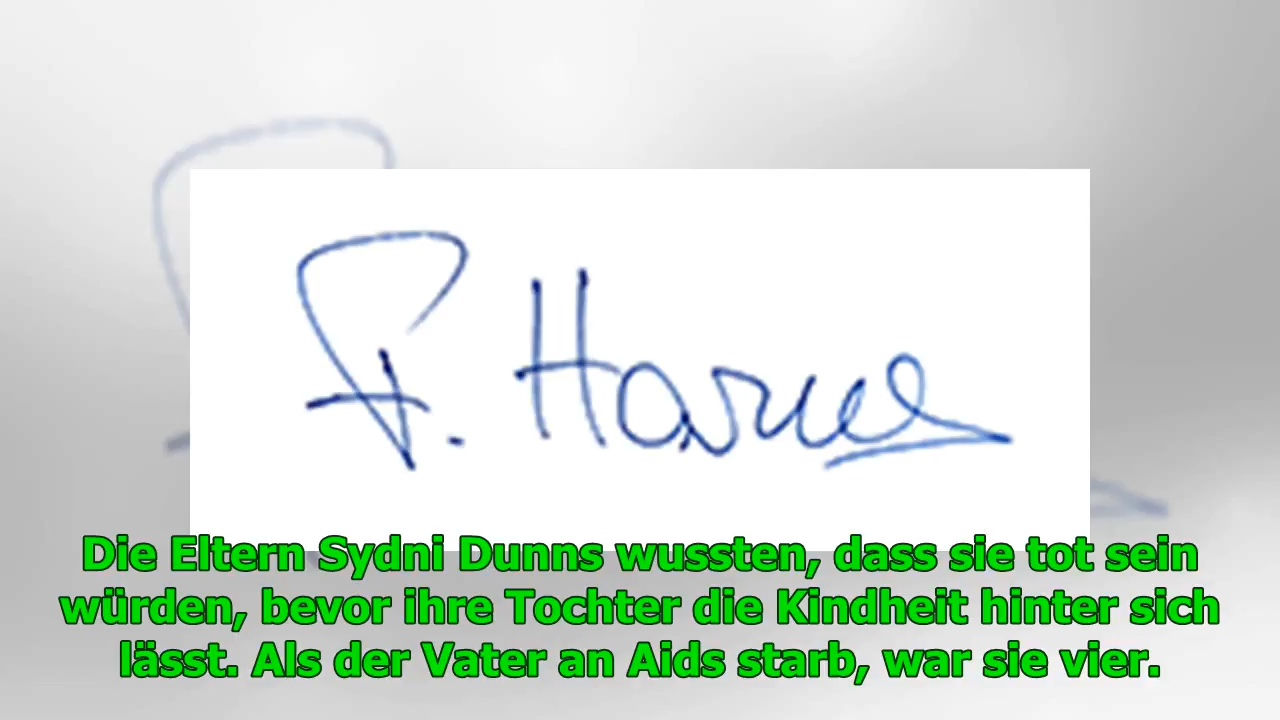 Die Eltern Sydni Dunns wussten, dass sie tot sein
würden, bevor ihre Tochter die Kindheit hinter sich
lässt. Als der Vater an Aids starb, war sie vier.